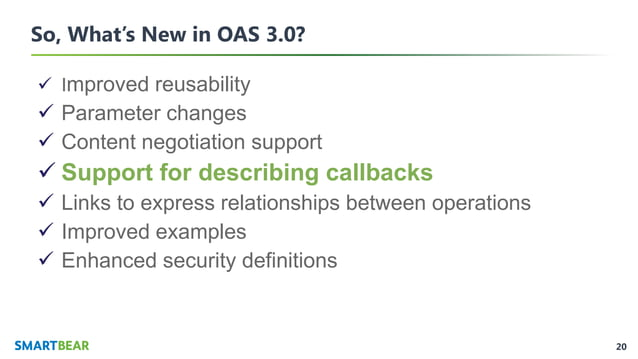 So, What's New in OAS 3.0?
✓ Improved reusability
✓ Parameter changes
✓ Content negotiation support
✓ Support for describing callbacks
✓ Links to express relationships between operations
✓ Improved examples
✓ Enhanced security definitions
SMARTBEAR
20